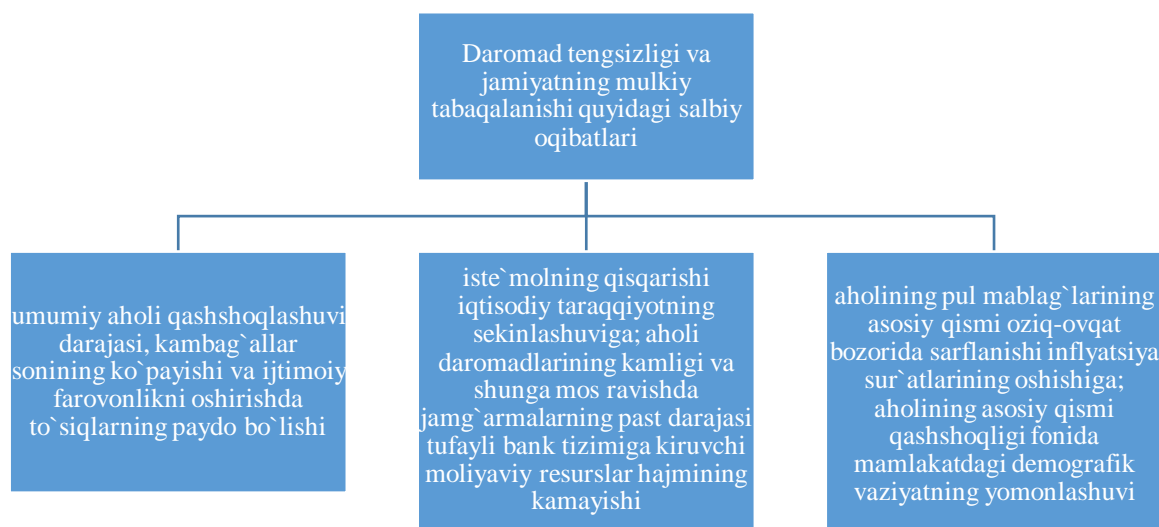 Daromad tengsizligi va
jamiyatning mulkiy
tabaqalanishi quyidagi salbiy
oqibatlari
umumiy aholi qashshoqlashuvi
darajasi, kambag`allar
sonining ko`payishi va ijtimoiy
farovonlikni oshirishda
to`siqlarning paydo bo`lishi
iste`molning qisqarishi
iqtisodiy taraqqiyotning
sekinlashuviga; aholi
daromadlarining kamligi va
shunga mos ravishda
jamg`armalarning past darajasi
tufayli bank tizimiga kiruvchi
moliyaviy resurslar hajmining
kamayishi
aholining pul mablag`larining
asosiy qismi oziq-ovqat
bozorida sarflanishi inflyatsiya
sur`atlarining oshishiga;
aholining asosiy qismi
qashshoqligi fonida
mamlakatdagi demografik
vaziyatning yomonlashuvi